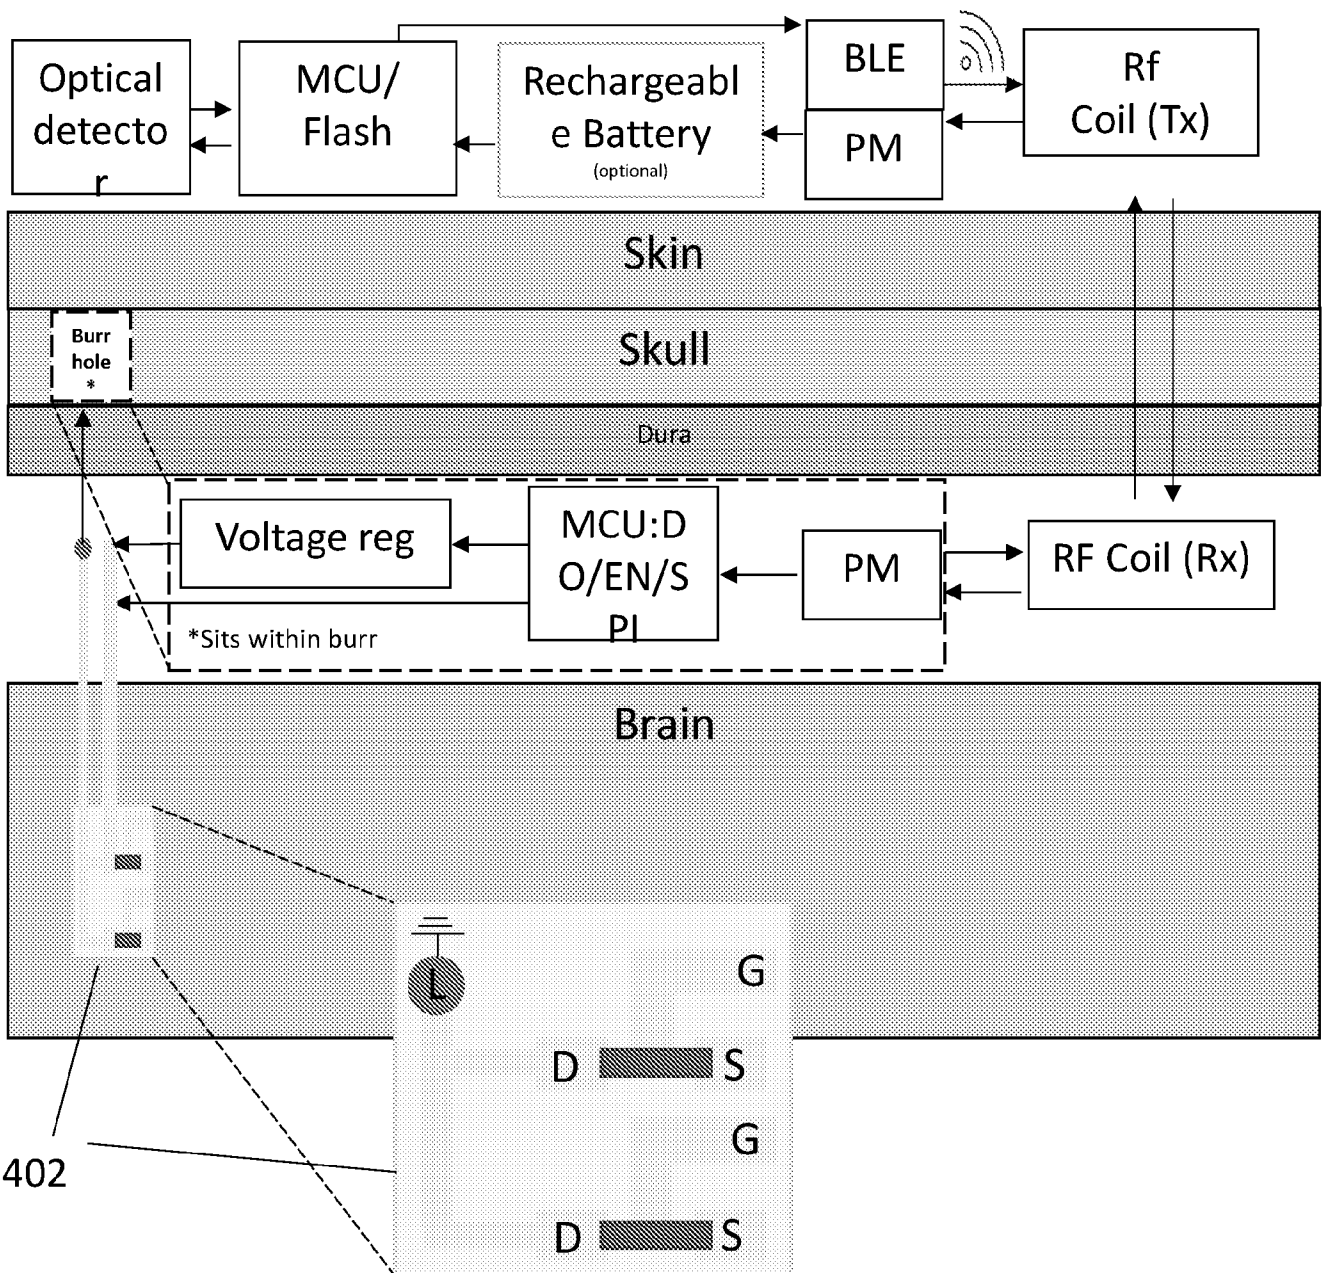 Optical
detecto
r
MCU/
Flash
Rechargeabl
e Battery
(optional)
BLE
PM
Rf
Coil (Tx)
Skin
Burr
hole
*
Skull
Dura
Voltage reg
MCU:D
O/EN/S
PI
PM
RF Coil (Rx)
*Sits within burr
Brain
L
G
D
S
G
D
S
402